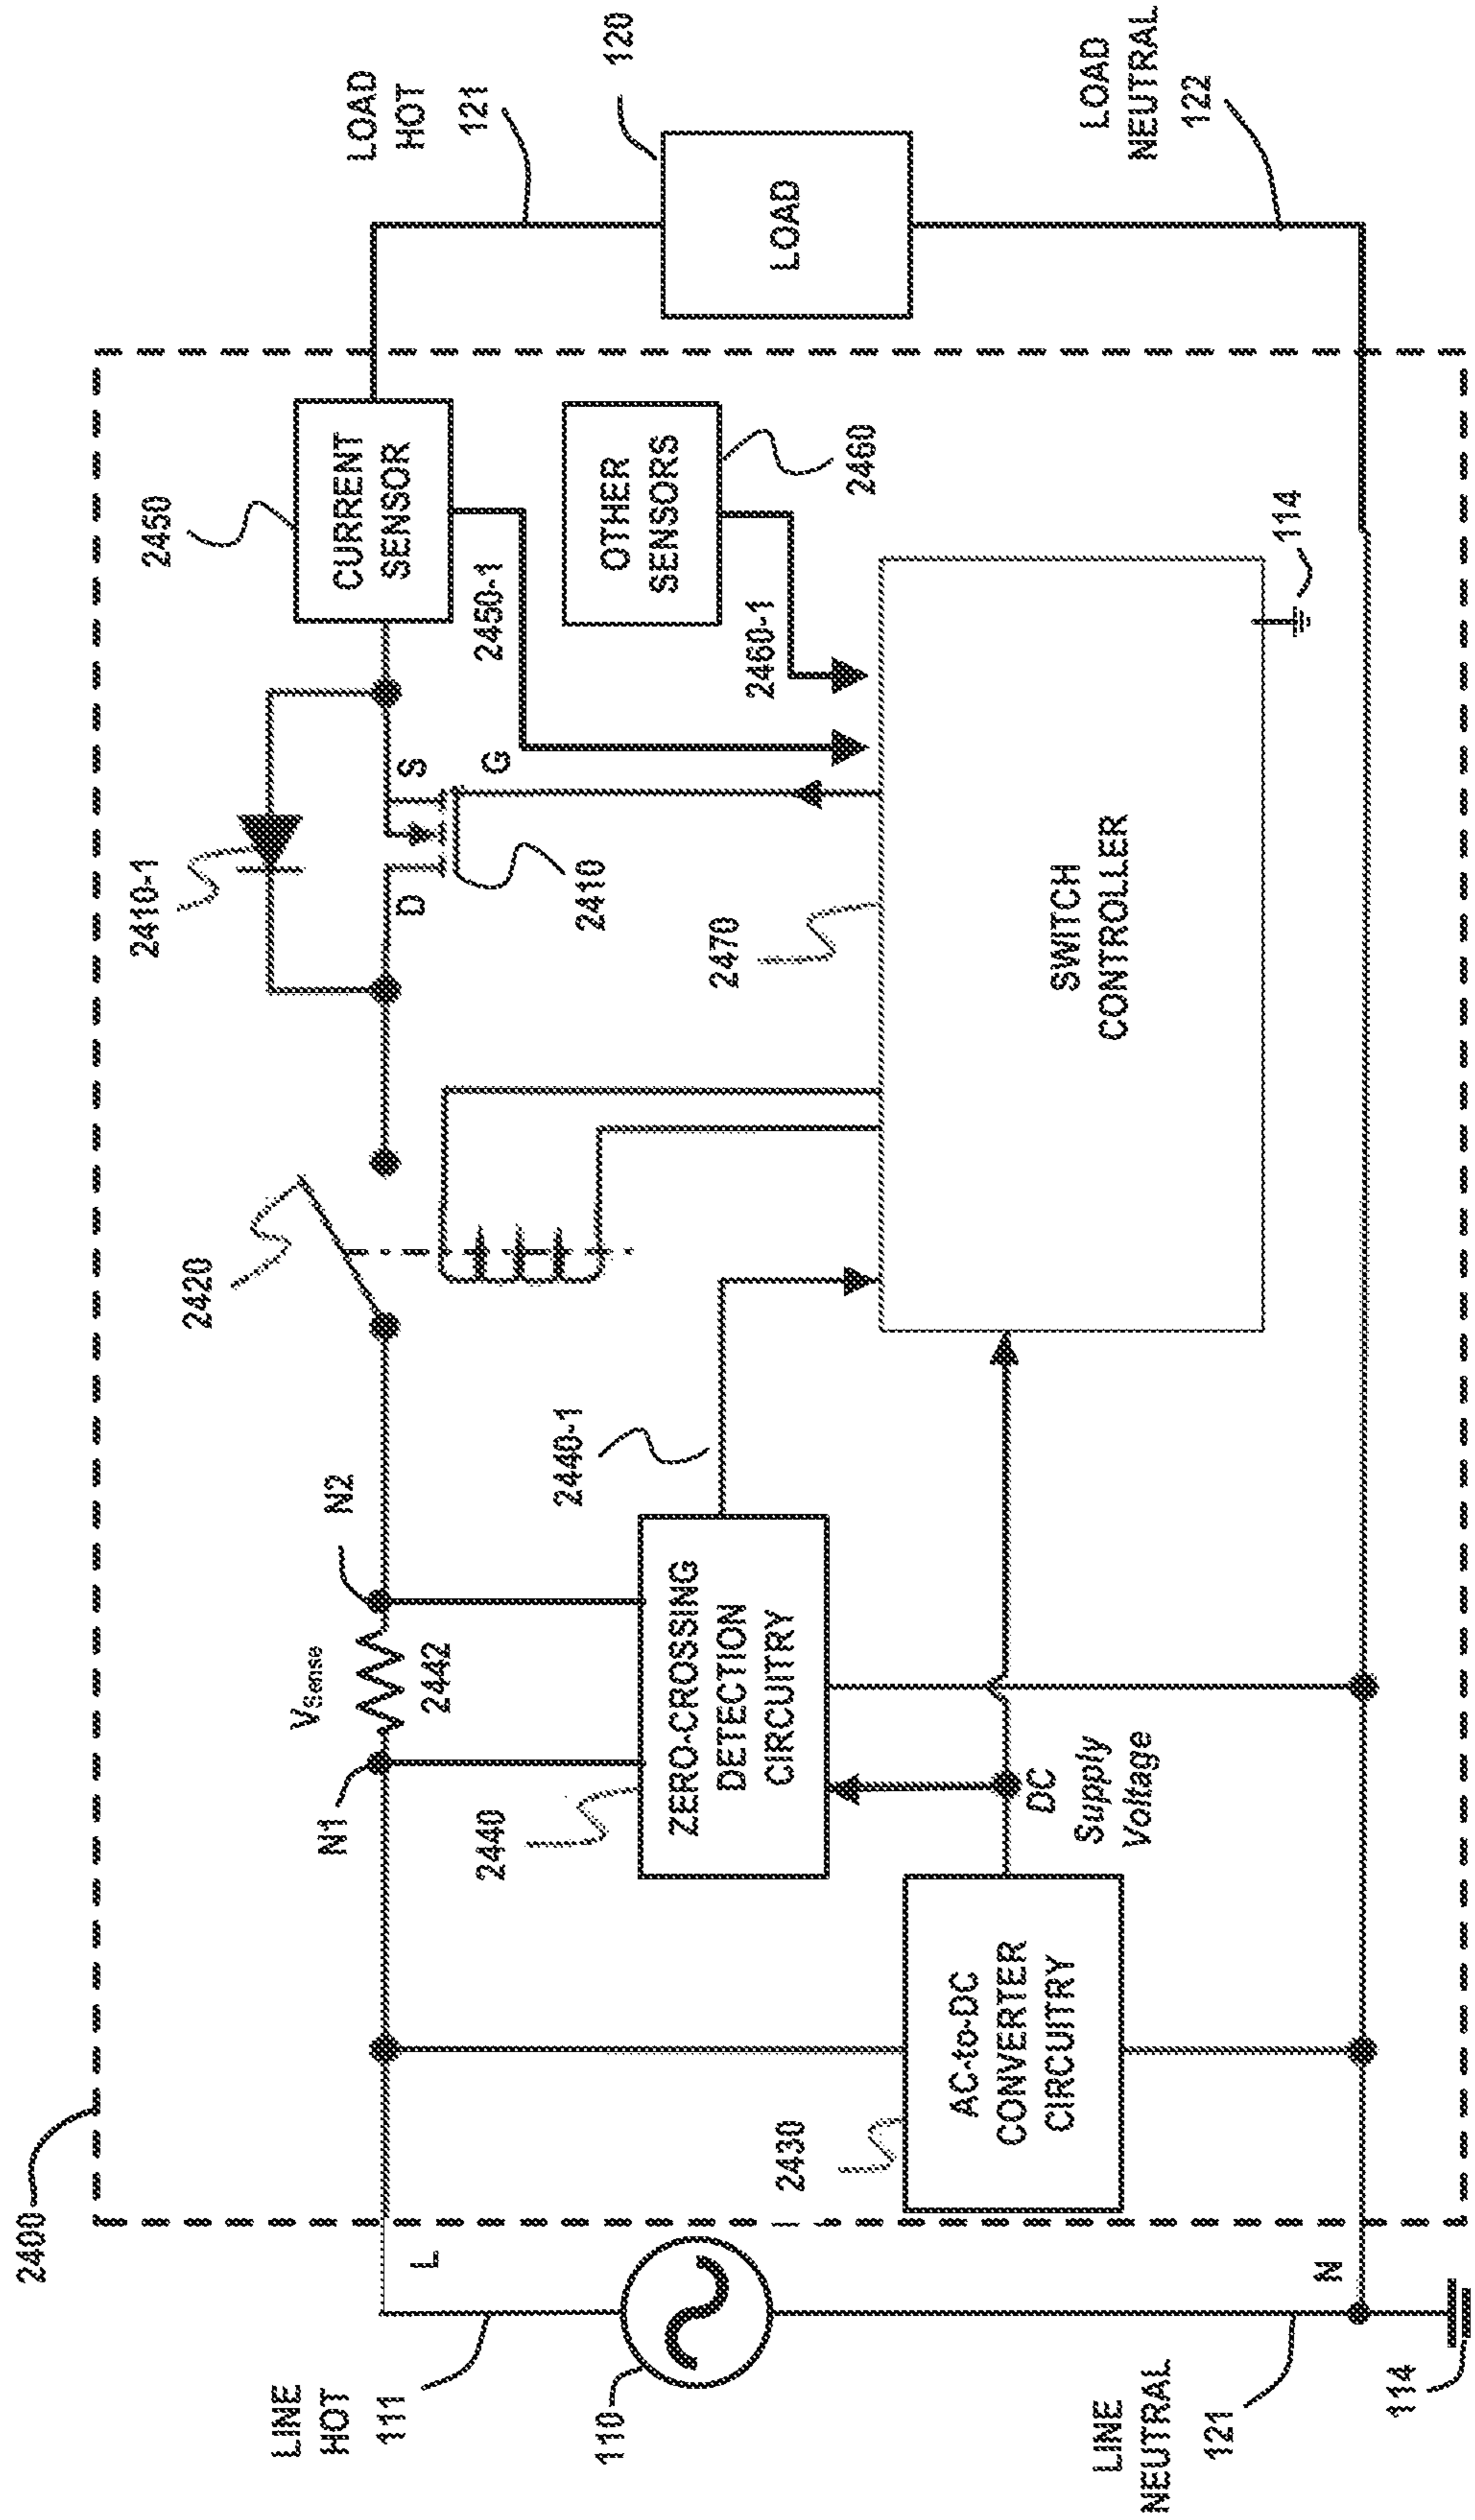 2400
LINE
HOT
111
L
110
LINE
NEUTRAL
121
N
114
2430
AC-to-DC
CONVERTER
CIRCUITRY
DC
Supply
Voltage
N1
VSense
2442
N2
2440
ZERO-CROSSING
DETECTION
CIRCUITRY
2440-1
2420
2410-1
D
S
G
2410
2470
SWITCH
CONTROLLER
114
2450
CURRENT
SENSOR
2450-1
OTHER
SENSORS
2460
2460-1
LOAD
HOT
121
120
LOAD
LOAD
NEUTRAL
122